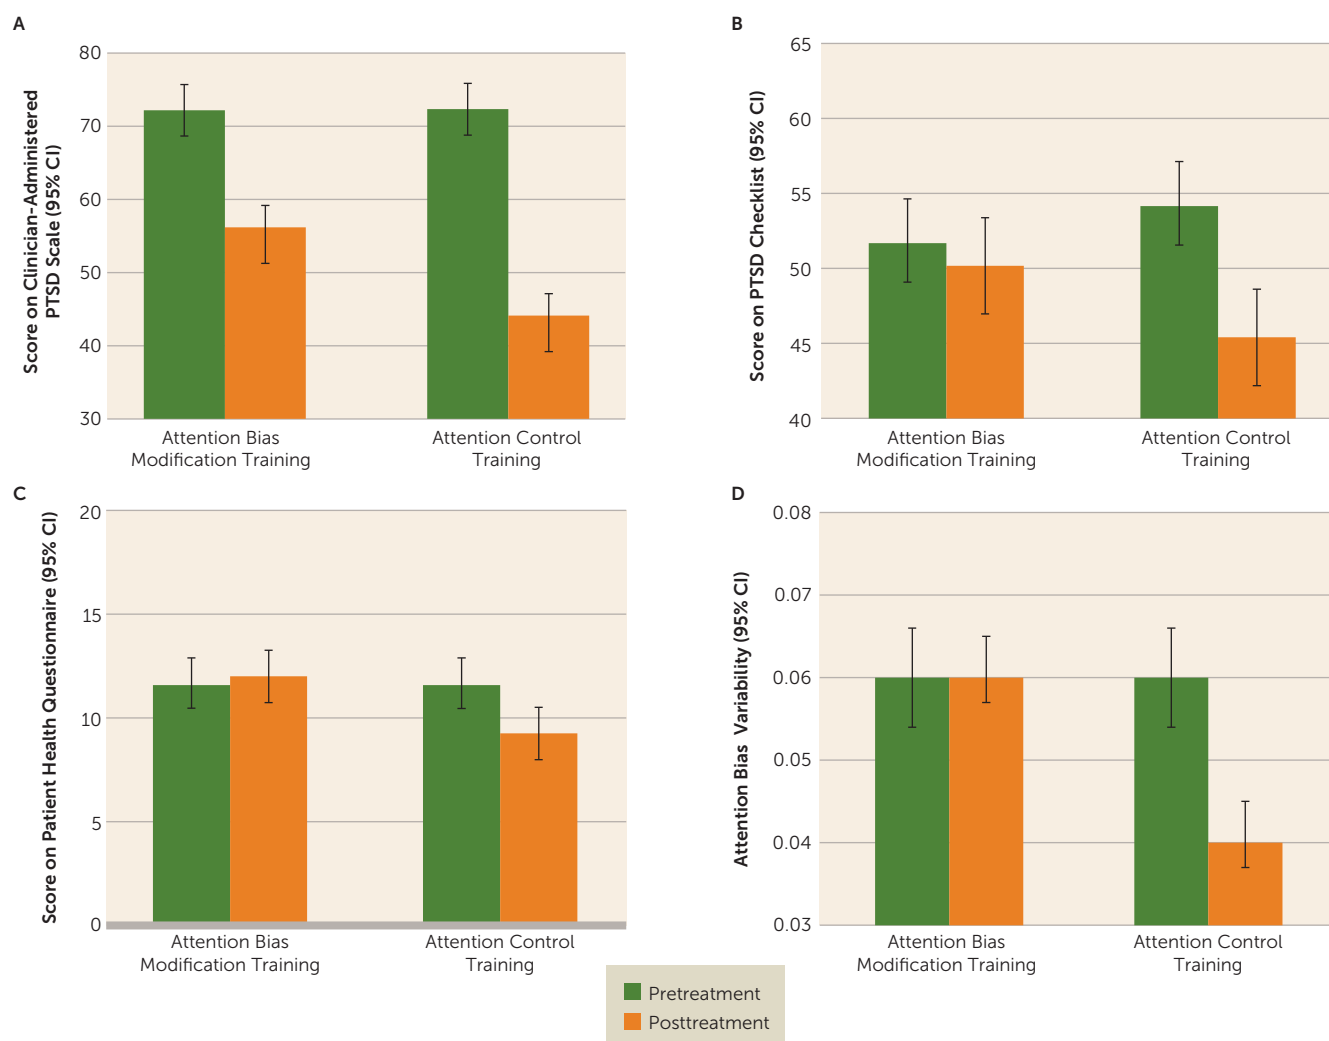 A
Score on Clinician-Administered
PTSD Scale (95% CI)
80
70
60
50
40
30
Attention Bias
Modification Training
Attention Control
Training
B
Score on PTSD Checklist (95% CI)
65
60
55
50
45
40
Attention Bias
Modification Training
Attention Control
Training
C
Score on Patient Health Questionnaire (95% CI)
20
15
10
5
0
Attention Bias
Modification Training
Attention Control
Training
D
Attention Bias Variability (95% CI)
0.08
0.07
0.06
0.05
0.04
0.03
Attention Bias
Modification Training
Attention Control
Training
Pretreatment
Posttreatment